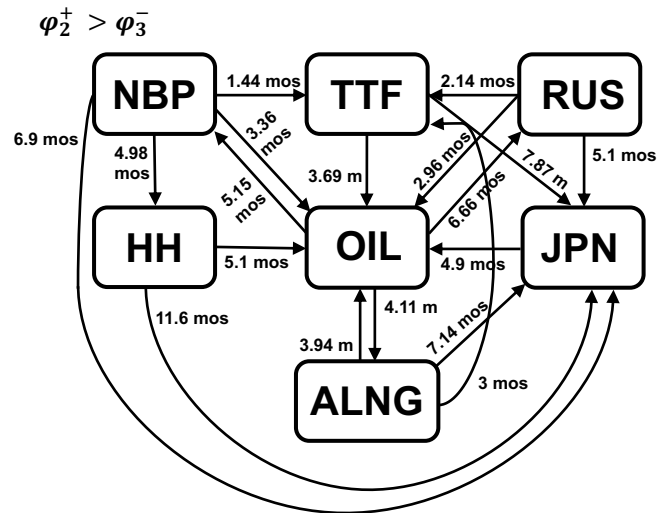 φ₂⁺ > φ₃⁻
NBP
1.44 mos
TTF
2.14 mos
RUS
6.9 mos
4.98
mos
3.36
mos
3.69 m
2.96 mos
7.87 m
5.1 mos
5.15
mos
6.66 mos
HH
5.1 mos
OIL
4.9 mos
JPN
11.6 mos
3.94 m
4.11 m
7.14 mos
3 mos
ALNG